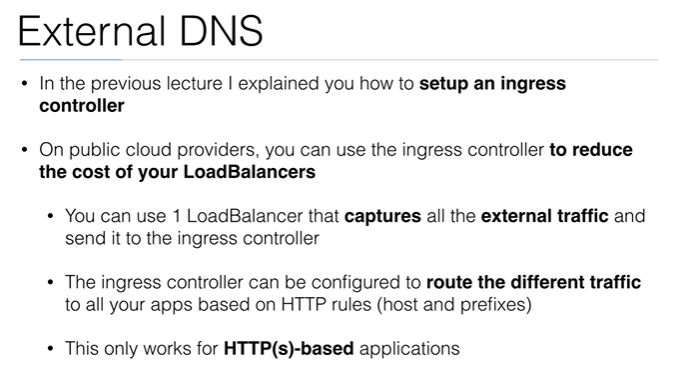 External DNS
• In the previous lecture I explained you how to setup an ingress
controller
• On public cloud providers, you can use the ingress controller to reduce
the cost of your LoadBalancers
• You can use 1 LoadBalancer that captures all the external traffic and
send it to the ingress controller
• The ingress controller can be configured to route the different traffic
to all your apps based on HTTP rules (host and prefixes)
• This only works for HTTP(s)-based applications